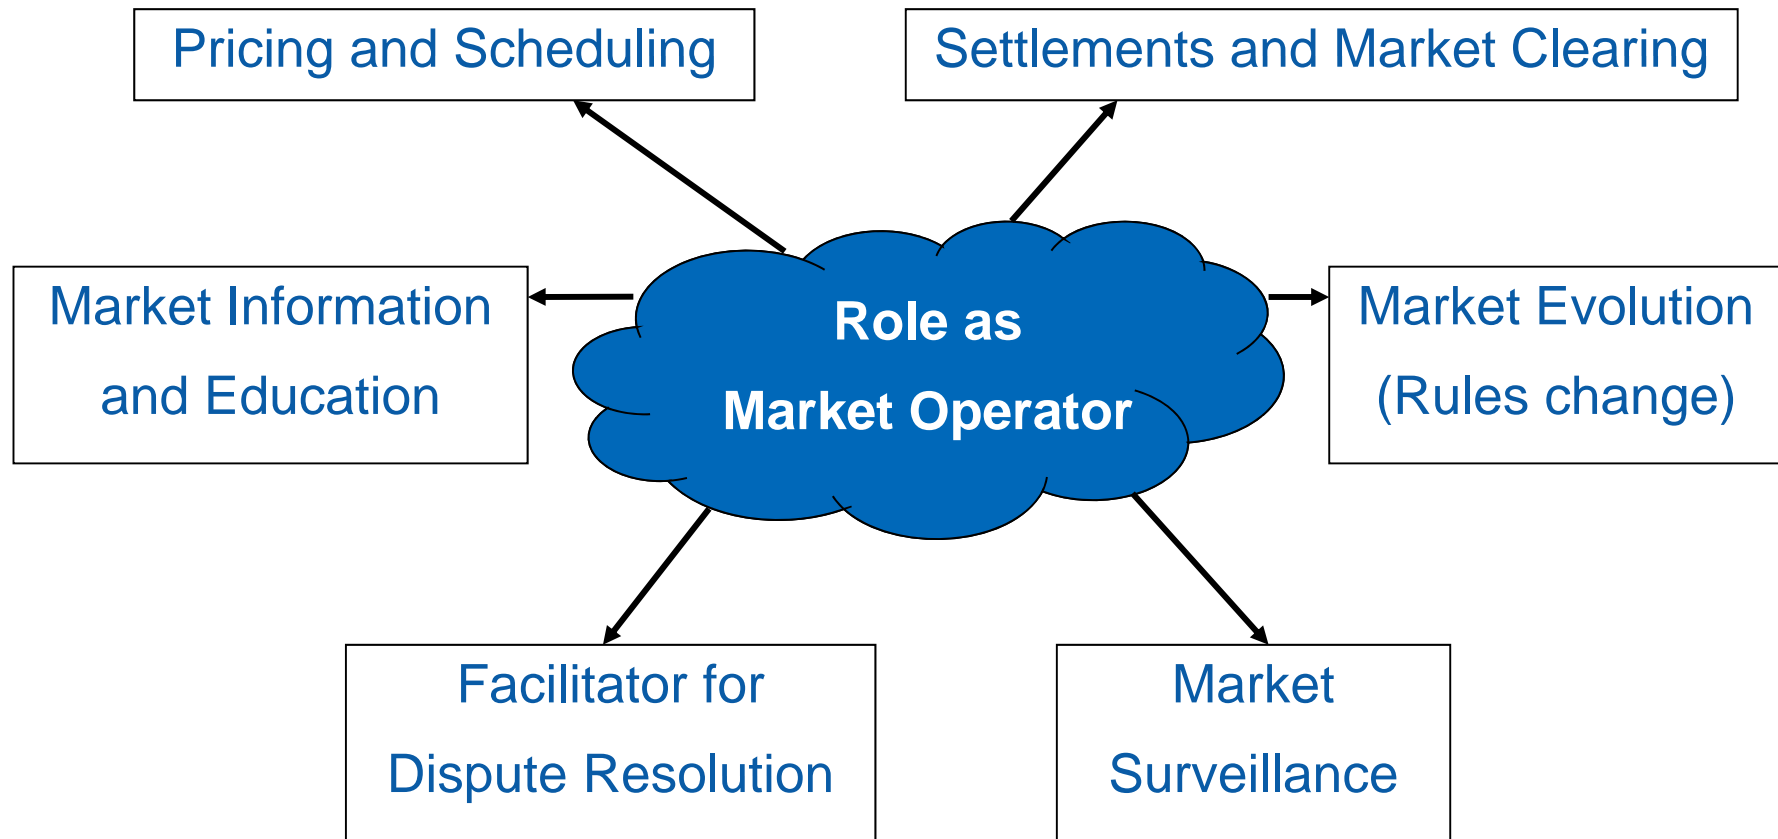 Pricing and Scheduling
Settlements and Market Clearing
Market Information
and Education
Role as
Market Operator
Market Evolution
(Rules change)
Facilitator for
Dispute Resolution
Market
Surveillance